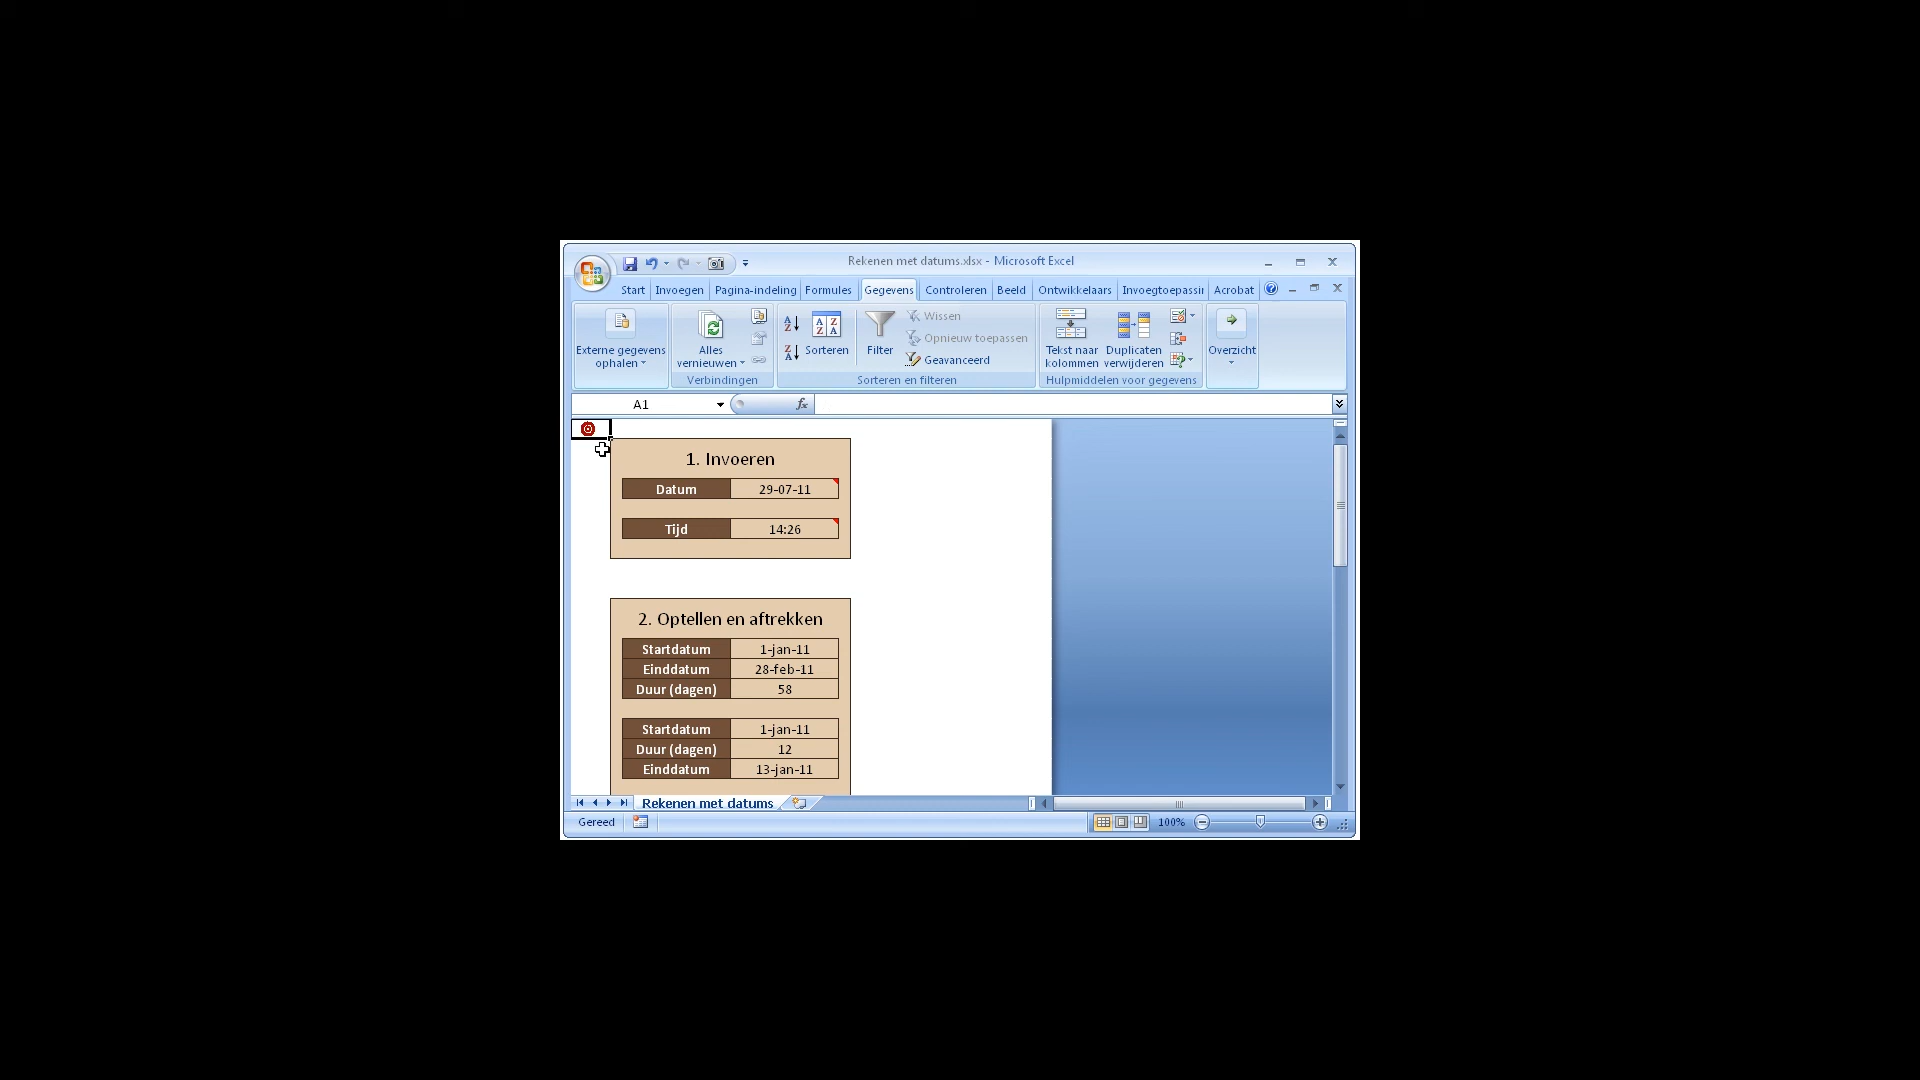 Rekenen met datums.xlsx - Microsoft Excel
Start Invoegen Pagina-indeling Formules Gegevens Controleren Beeld Ontwikkelaars Invoegtoepassin Acrobat
Externe gegevens ophalen
Alles vernieuwen
Verbindingen
Sorteren
Filter
Wissen
Opnieuw toepassen
Geavanceerd
Sorteren en filteren
Tekst naar kolommen
Duplicaten verwijderen
Hulpmiddelen voor gegevens
Overzicht
A1
fx
1. Invoeren
Datum 29-07-11
Tijd 14:26
2. Optellen en aftrekken
Startdatum 1-jan-11
Einddatum 28-feb-11
Duur (dagen) 58
Startdatum 1-jan-11
Duur (dagen) 12
Einddatum 13-jan-11
Rekenen met datums
Gereed
100%